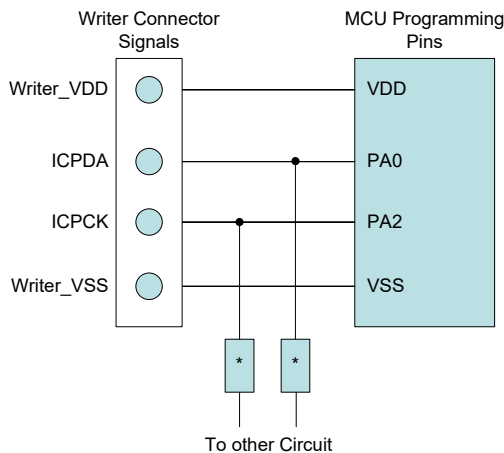 Writer Connector
Signals
MCU Programming
Pins
Writer_VDD
VDD
ICPDA
PA0
ICPCK
PA2
Writer_VSS
VSS
*
*
To other Circuit